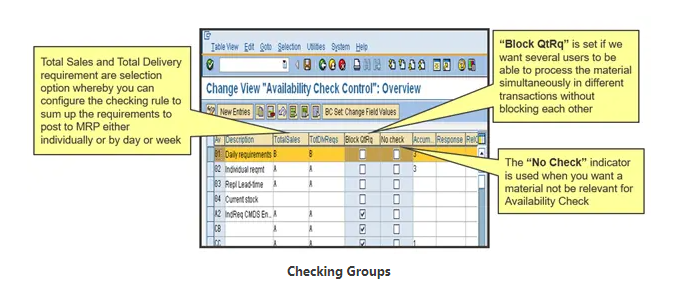 Total Sales and Total Delivery
requirement are selection
option whereby you can
configure the checking rule to
sum up the requirements to
post to MRP either
individually or by day or week
Table View Edit Goto Selection Utilities System Help
Change View "Availability Check Control": Overview
New Entries BC Set: Change Field Values
Av Description TotalSales TotDlvReqs Block QtRq No check Accum... Response RelC
01 Daily requirements B B 3
02 Individual reqmt A A 3
03 Repl Lead-time A A
04 Current stock
A2 IndReq CMDS En... A A
CB A A
CC A A 1
“Block QtRq” is set if we
want several users to be
able to process the material
simultaneously in different
transactions without
blocking each other
The “No Check” indicator
is used when you want a
material not be relevant for
Availability Check
Checking Groups